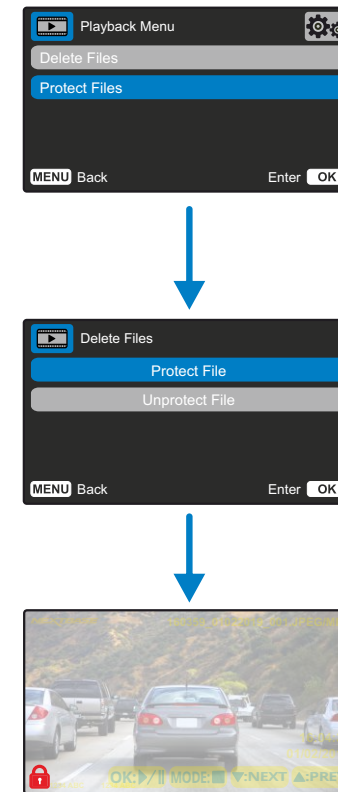 Playback Menu
Delete Files
Protect Files
MENU Back Enter OK
Delete Files
Protect File
Unprotect File
MENU Back Enter OK
OK:▶/II MODE:■ ▼:NEXT ▲:PRE